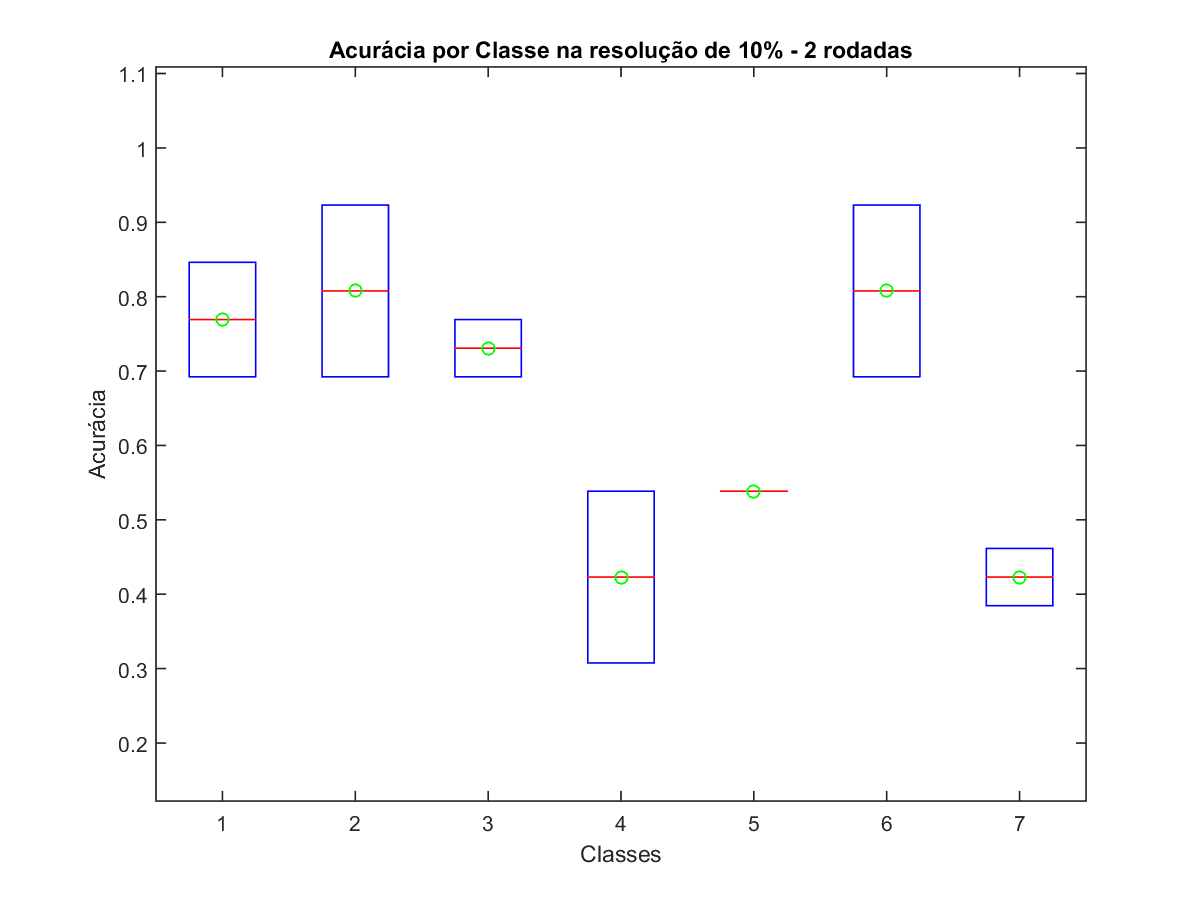 Acurácia por Classe na resolução de 10% - 2 rodadas
1.1
1
0.9
0.8
0.7
0.6
0.5
0.4
0.3
0.2
Acurácia
1 2 3 4 5 6 7
Classes